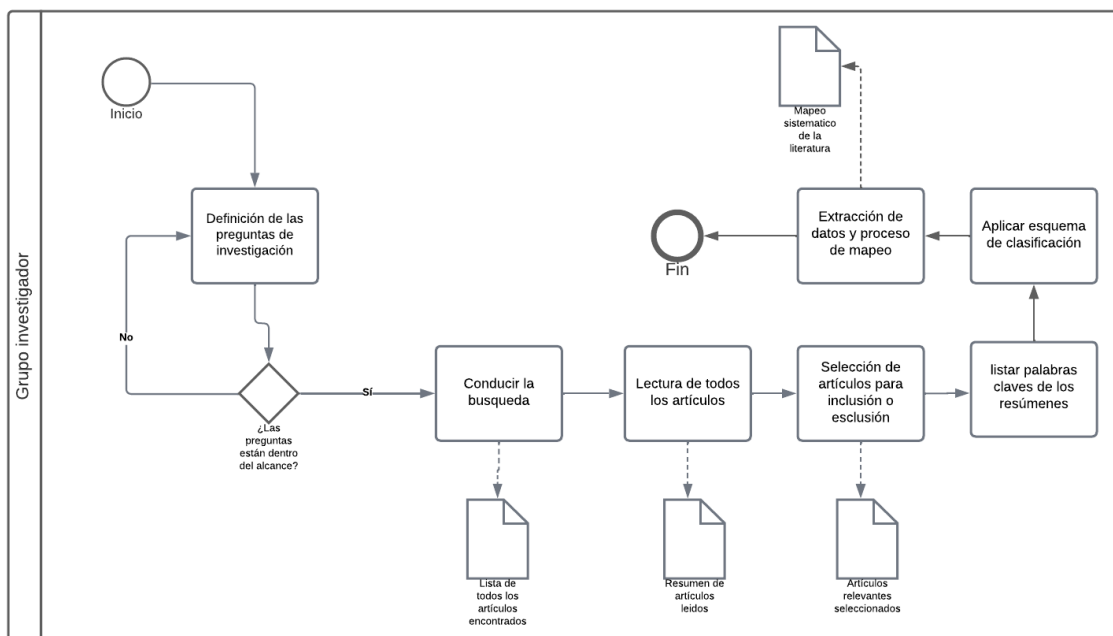 Grupo investigador
Inicio
Definición de las
preguntas de
investigación
No
¿Las
preguntas
están dentro
del alcance?
Sí
Conducir la
busqueda
Lista de
todos los
artículos
encontrados
Lectura de todos
los artículos
Resumen de
artículos
leidos
Selección de
artículos para
inclusión o
esclusión
Artículos
relevantes
seleccionados
listar palabras
claves de los
resúmenes
Aplicar esquema
de clasificación
Extracción de
datos y proceso
de mapeo
Mapeo
sistematico
de la
literatura
Fin